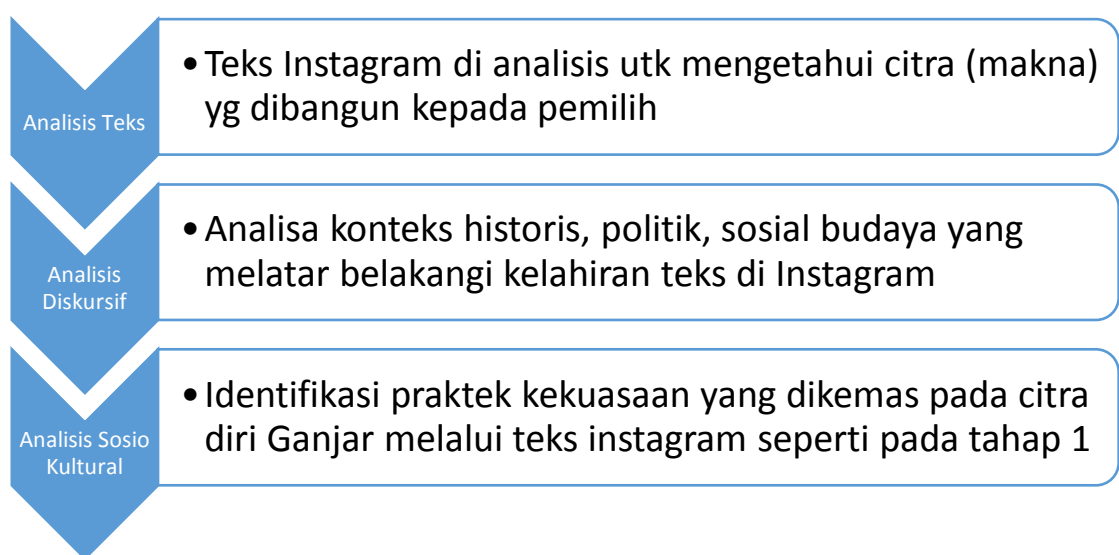 Analisis Teks
• Teks Instagram di analisis utk mengetahui citra (makna)
yg dibangun kepada pemilih
Analisis
Diskursif
• Analisa konteks historis, politik, sosial budaya yang
melatar belakangi kelahiran teks di Instagram
Analisis Sosio
Kultural
• Identifikasi praktek kekuasaan yang dikemas pada citra
diri Ganjar melalui teks instagram seperti pada tahap 1